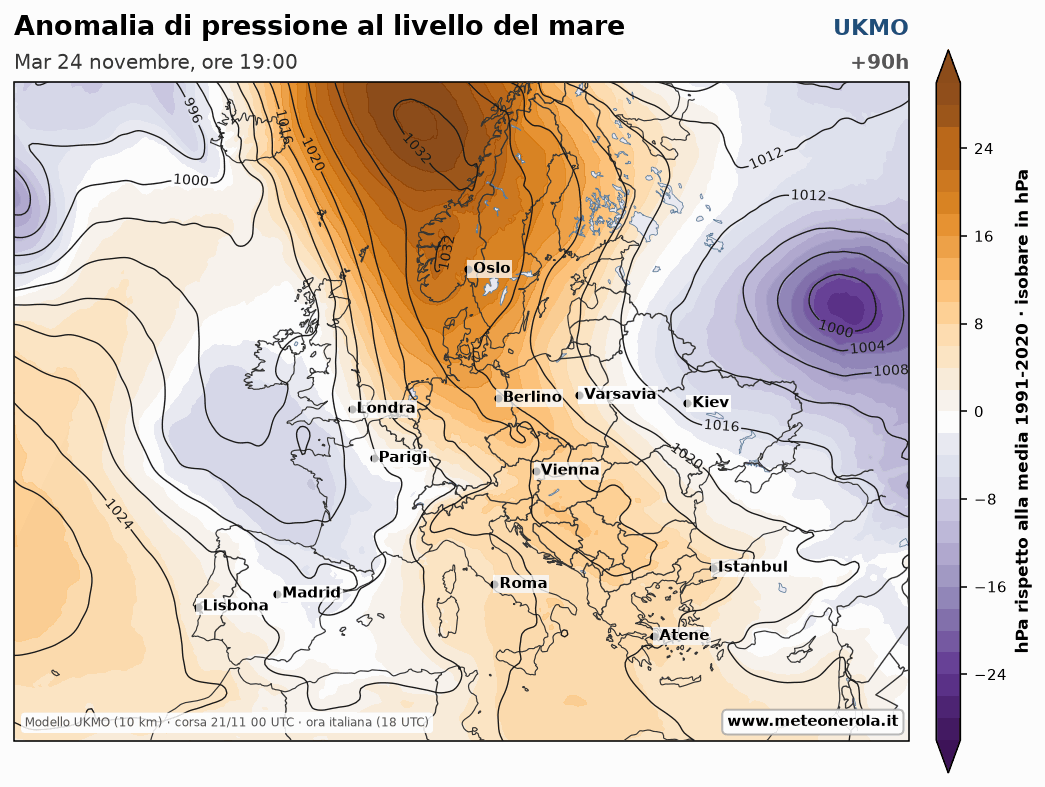 Anomalia di pressione al livello del mare
UKMO
Mar 24 novembre, ore 19:00
+90h
996
1016
1020
1032
1000
1012
1012
1032
Oslo
1000
1004
1008
Londra
Berlino
Varsavia
Kiev
1016
Parigi
Vienna
1020
1024
Istanbul
Roma
Madrid
Lisbona
Atene
Modello UKMO (10 km) · corsa 21/11 00 UTC · ora italiana (18 UTC)
www.meteonerola.it
24
16
8
0
−8
−16
−24
hPa rispetto alla media 1991-2020 · isobare in hPa